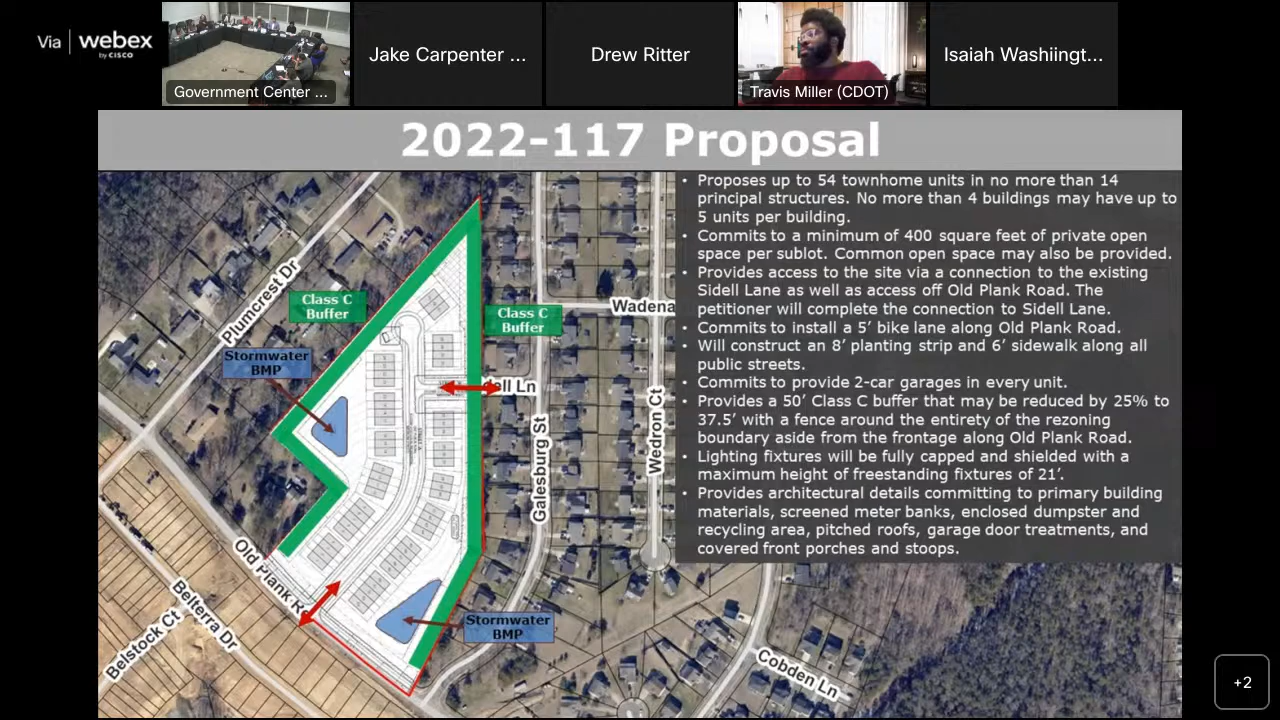 Via | webex
by CISCO
Government Center ...
Jake Carpenter ...
Drew Ritter
Travis Miller (CDOT)
Isaiah Washiingt...
2022-117 Proposal
• Proposes up to 54 townhome units in no more than 14
principal structures. No more than 4 buildings may have up to
5 units per building.
• Commits to a minimum of 400 square feet of private open
space per sublot. Common open space may also be provided.
• Provides access to the site via a connection to the existing
Sidell Lane as well as access off Old Plank Road. The
petitioner will complete the connection to Sidell Lane.
• Commits to install a 5’ bike lane along Old Plank Road.
• Will construct an 8’ planting strip and 6’ sidewalk along all
public streets.
• Commits to provide 2-car garages in every unit.
• Provides a 50’ Class C buffer that may be reduced by 25% to
37.5’ with a fence around the entirety of the rezoning
boundary aside from the frontage along Old Plank Road.
• Lighting fixtures will be fully capped and shielded with a
maximum height of freestanding fixtures of 21’.
• Provides architectural details committing to primary building
materials, screened meter banks, enclosed dumpster and
recycling area, pitched roofs, garage door treatments, and
covered front porches and stoops.
Plumcrest Dr
Class C
Buffer
Class C
Buffer
Wadena
Stormwater
BMP
dell Ln
Galesburg St
Wedron Ct
Old Plank R
Belterra Dr
Belstock Ct
Stormwater
BMP
Cobden Ln
+2